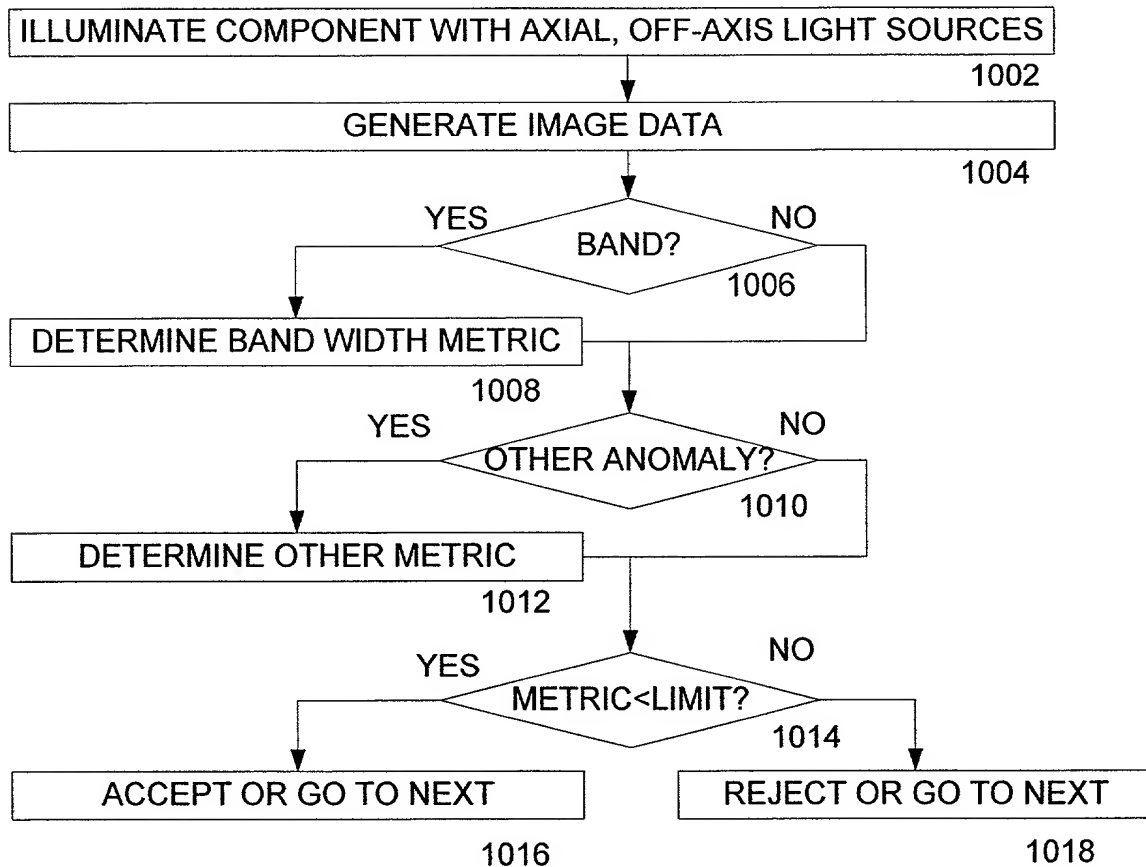 ILLUMINATE COMPONENT WITH AXIAL, OFF-AXIS LIGHT SOURCES
1002
GENERATE IMAGE DATA
1004
YES
NO
BAND?
1006
DETERMINE BAND WIDTH METRIC
1008
YES
NO
OTHER ANOMALY?
1010
DETERMINE OTHER METRIC
1012
YES
NO
METRIC<LIMIT?
1014
ACCEPT OR GO TO NEXT
REJECT OR GO TO NEXT
1016
1018